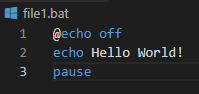 file1.bat
1 @echo off
2 echo Hello World!
3 pause